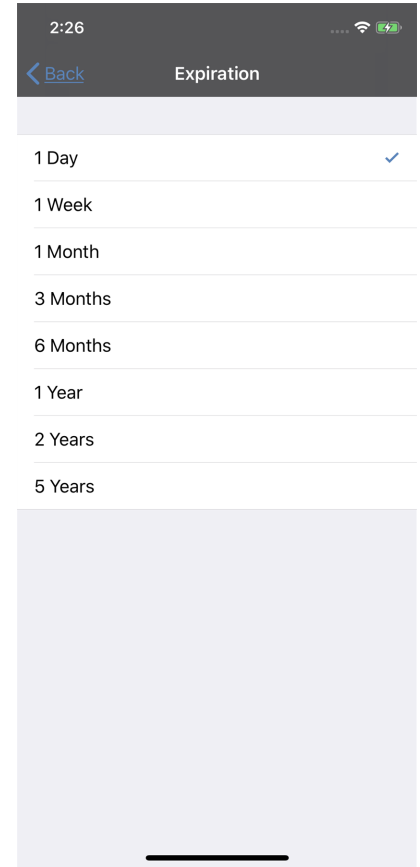 2:26
Back
Expiration
1 Day
1 Week
1 Month
3 Months
6 Months
1 Year
2 Years
5 Years